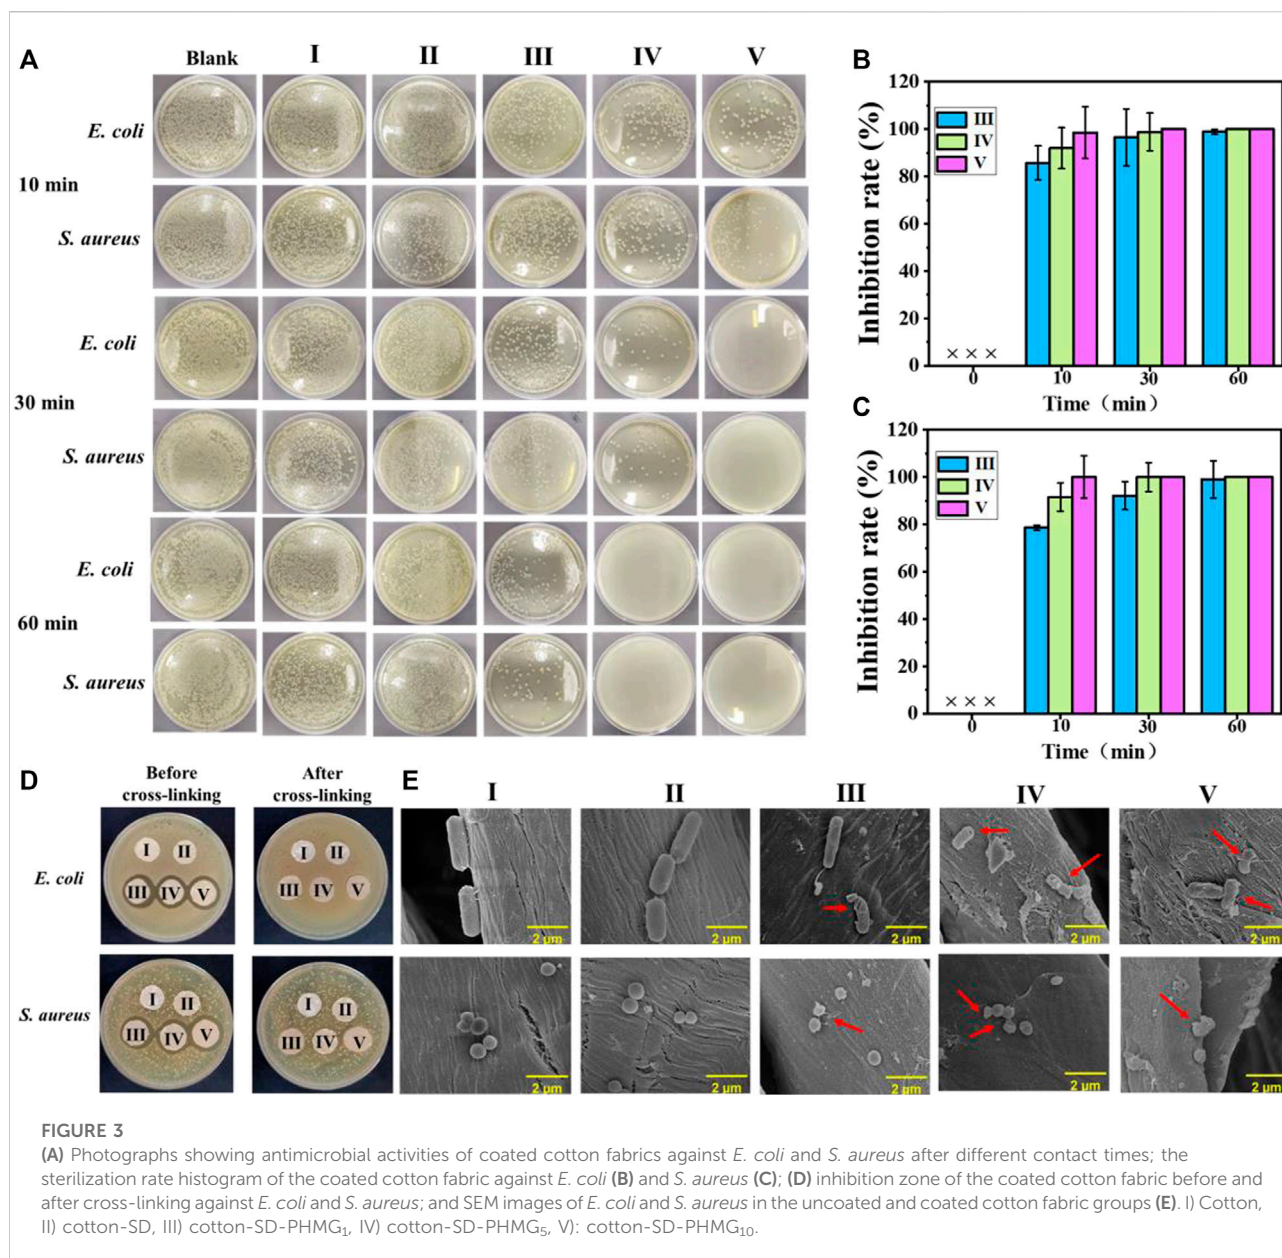 A
Blank I II III IV V
E. coli
10 min
S. aureus
E. coli
30 min
S. aureus
E. coli
60 min
S. aureus
B
120
100
80
60
40
20
0
Inhibition rate (%)
III
IV
V
× × ×
0 10 30 60
Time (min)
C
120
100
80
60
40
20
0
Inhibition rate (%)
III
IV
V
× × ×
0 10 30 60
Time (min)
D
Before cross-linking
After cross-linking
E. coli
I II
III IV V
I II
III IV V
S. aureus
I II
III IV V
I II
III IV V
E
I II III IV V
2 μm 2 μm 2 μm 2 μm 2 μm
2 μm 2 μm 2 μm 2 μm 2 μm
FIGURE 3
(A) Photographs showing antimicrobial activities of coated cotton fabrics against E. coli and S. aureus after different contact times; the
sterilization rate histogram of the coated cotton fabric against E. coli (B) and S. aureus (C); (D) inhibition zone of the coated cotton fabric before and
after cross-linking against E. coli and S. aureus; and SEM images of E. coli and S. aureus in the uncoated and coated cotton fabric groups (E). I) Cotton,
II) cotton-SD, III) cotton-SD-PHMG₁, IV) cotton-SD-PHMG₅, V): cotton-SD-PHMG₁₀.